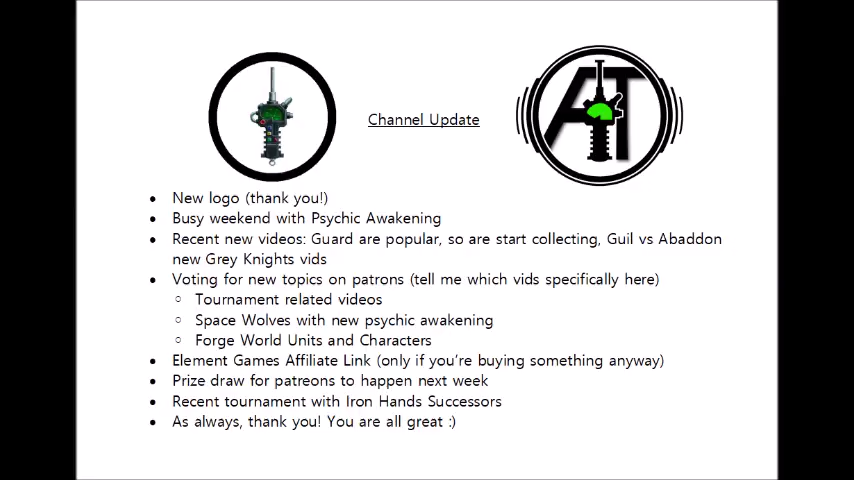 AT
Channel Update
• New logo (thank you!)
• Busy weekend with Psychic Awakening
• Recent new videos: Guard are popular, so are start collecting, Guil vs Abaddon
new Grey Knights vids
• Voting for new topics on patrons (tell me which vids specifically here)
○ Tournament related videos
○ Space Wolves with new psychic awakening
○ Forge World Units and Characters
• Element Games Affiliate Link (only if you’re buying something anyway)
• Prize draw for patreons to happen next week
• Recent tournament with Iron Hands Successors
• As always, thank you! You are all great :)